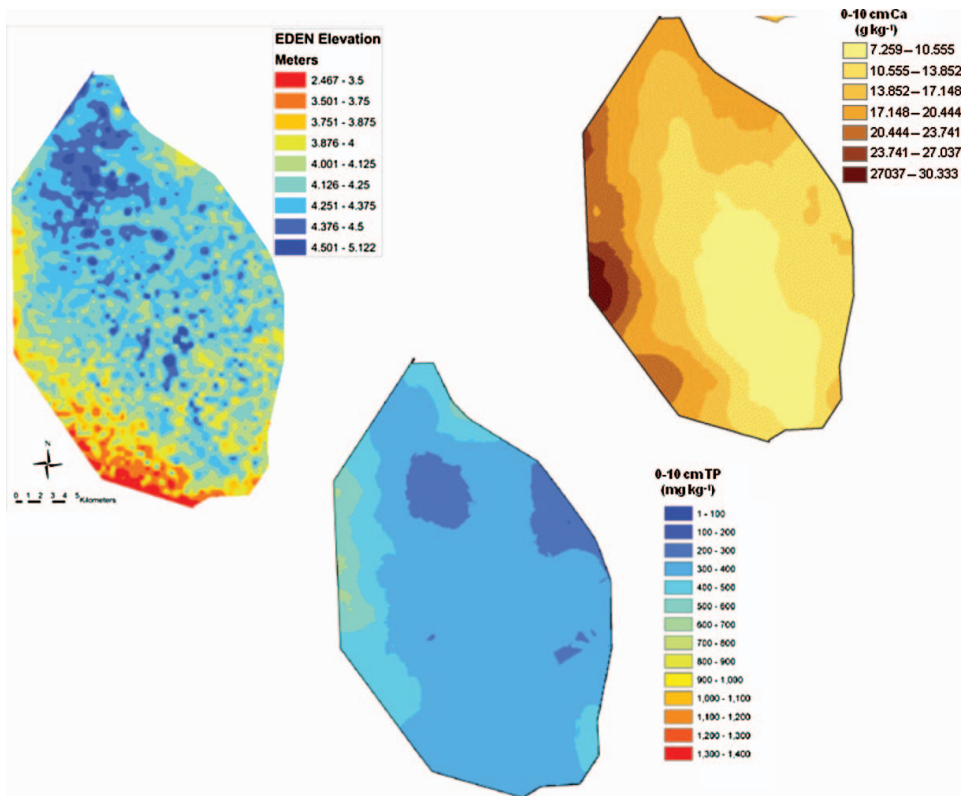 EDEN Elevation
Meters
2.467 - 3.5
3.501 - 3.75
3.751 - 3.875
3.876 - 4
4.001 - 4.125
4.126 - 4.25
4.251 - 4.375
4.376 - 4.5
4.501 - 5.122
N
0 1 2 3 4 5
Kilometers
0-10 cm Ca
(g kg⁻¹)
7.259–10.555
10.555–13.852
13.852–17.148
17.148–20.444
20.444–23.741
23.741–27.037
27037–30.333
0-10 cm TP
(mg kg⁻¹)
1 - 100
100 - 200
200 - 300
300 - 400
400 - 500
500 - 600
600 - 700
700 - 800
800 - 900
900 - 1,000
1,000 - 1,100
1,100 - 1,200
1,200 - 1,300
1,300 - 1,400